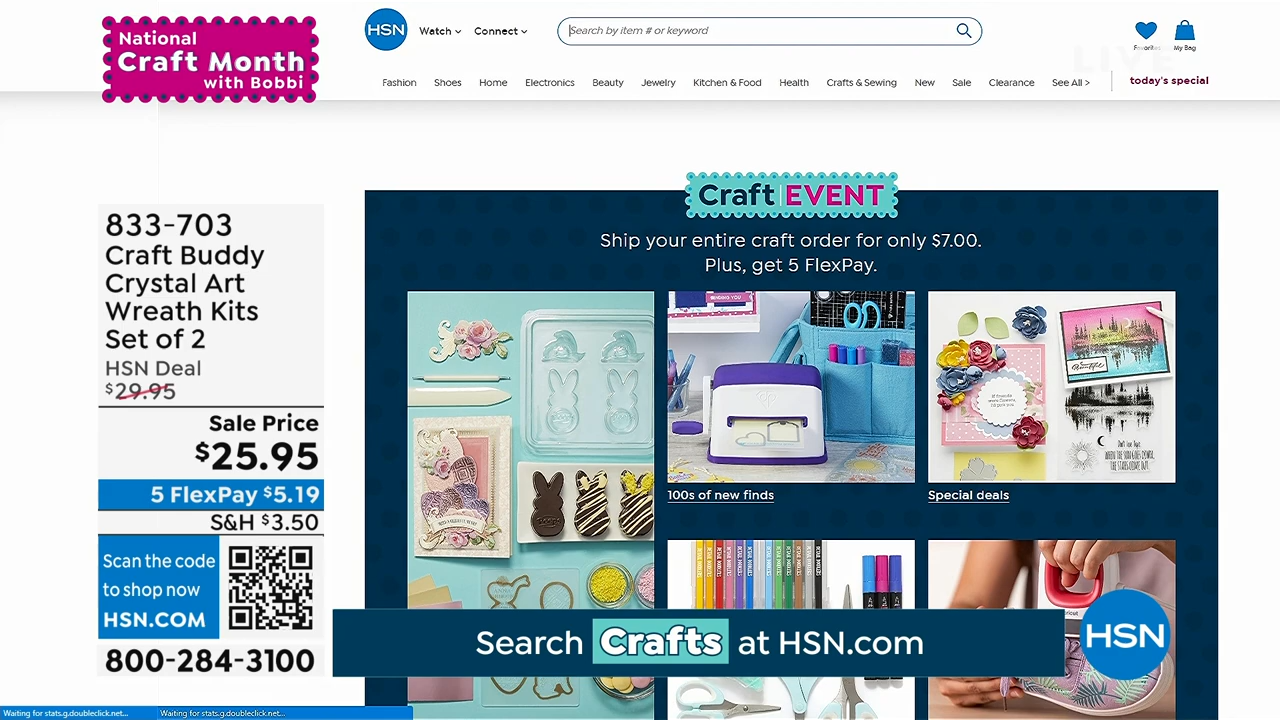 National
Craft Month
with Bobbi
HSN
Watch
Connect
Search by item # or keyword
Favorites
My Bag
LIVE
Fashion
Shoes
Home
Electronics
Beauty
Jewelry
Kitchen & Food
Health
Crafts & Sewing
New
Sale
Clearance
See All >
today's special
833-703
Craft Buddy
Crystal Art
Wreath Kits
Set of 2
HSN Deal
$29.95
Sale Price
$25.95
5 FlexPay $5.19
S&H $3.50
Scan the code
to shop now
HSN.COM
800-284-3100
Craft EVENT
Ship your entire craft order for only $7.00.
Plus, get 5 FlexPay.
100s of new finds
Special deals
cricut
Search Crafts at HSN.com
HSN
Waiting for stats.g.doubleclick.net...
Waiting for stats.g.doubleclick.net...